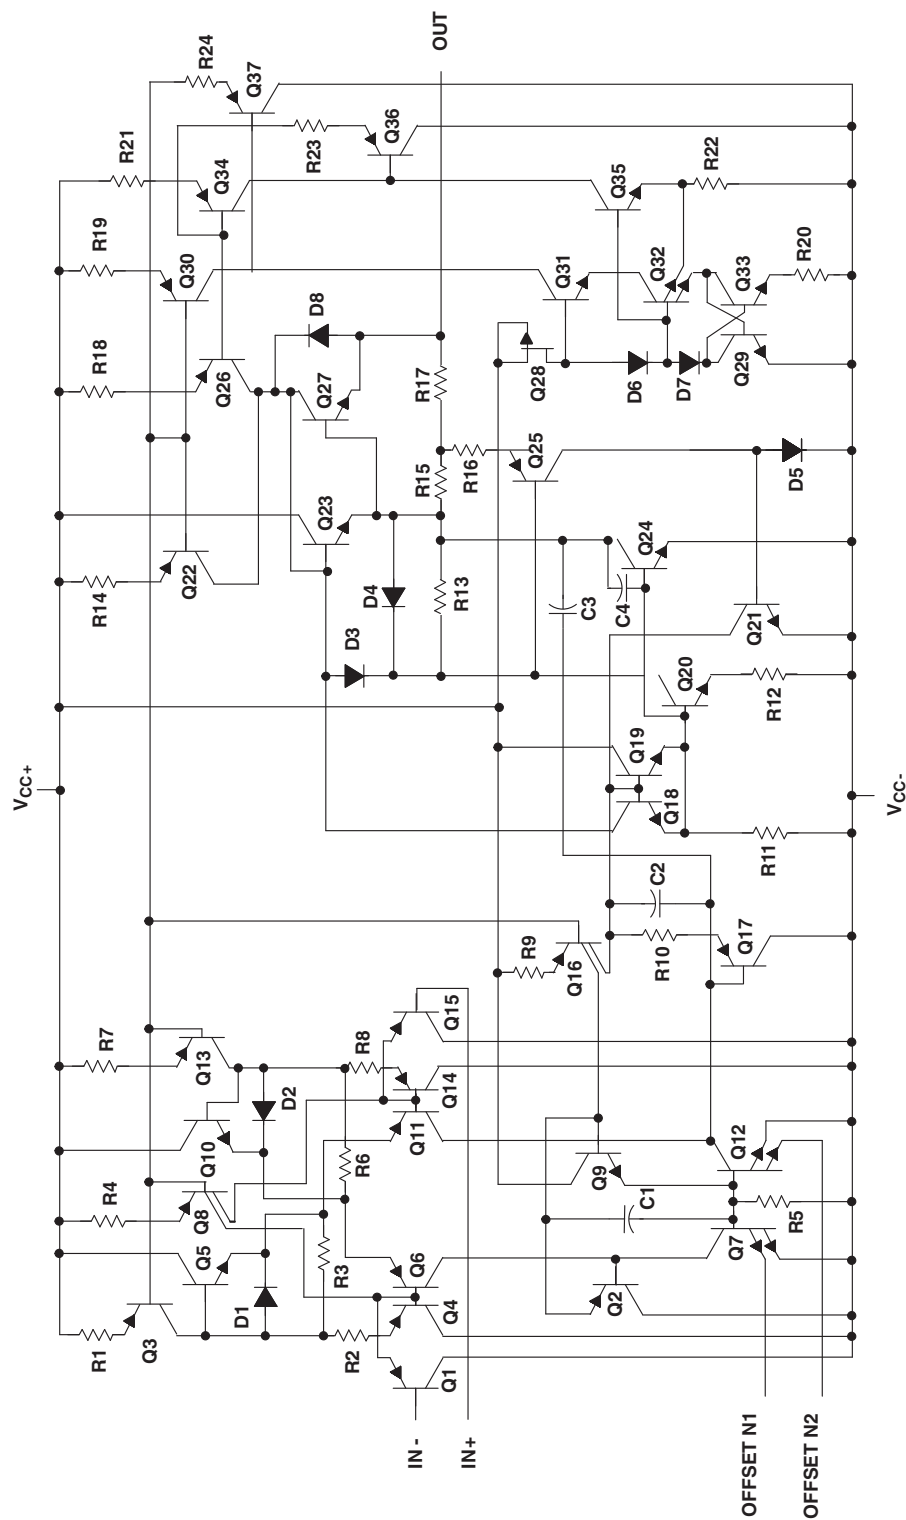 VCC+
R1
Q3
R4
R7
R14
R18
R19
R21
R24
Q5
Q8
Q10
Q13
Q22
Q26
Q30
Q34
Q37
D1
D2
D3
D4
Q23
Q27
D8
R23
Q36
OUT
R2
R3
R6
R8
R13
R15
R17
IN -
IN+
Q1
Q4
Q6
Q11
Q14
Q15
R9
Q16
R16
Q25
Q28
Q31
Q35
Q2
Q9
C1
C2
C3
C4
Q24
D6
D7
Q32
R22
Q7
R5
Q12
R10
Q17
Q18
Q19
Q20
Q21
R11
R12
D5
Q29
Q33
R20
OFFSET N1
OFFSET N2
VCC-